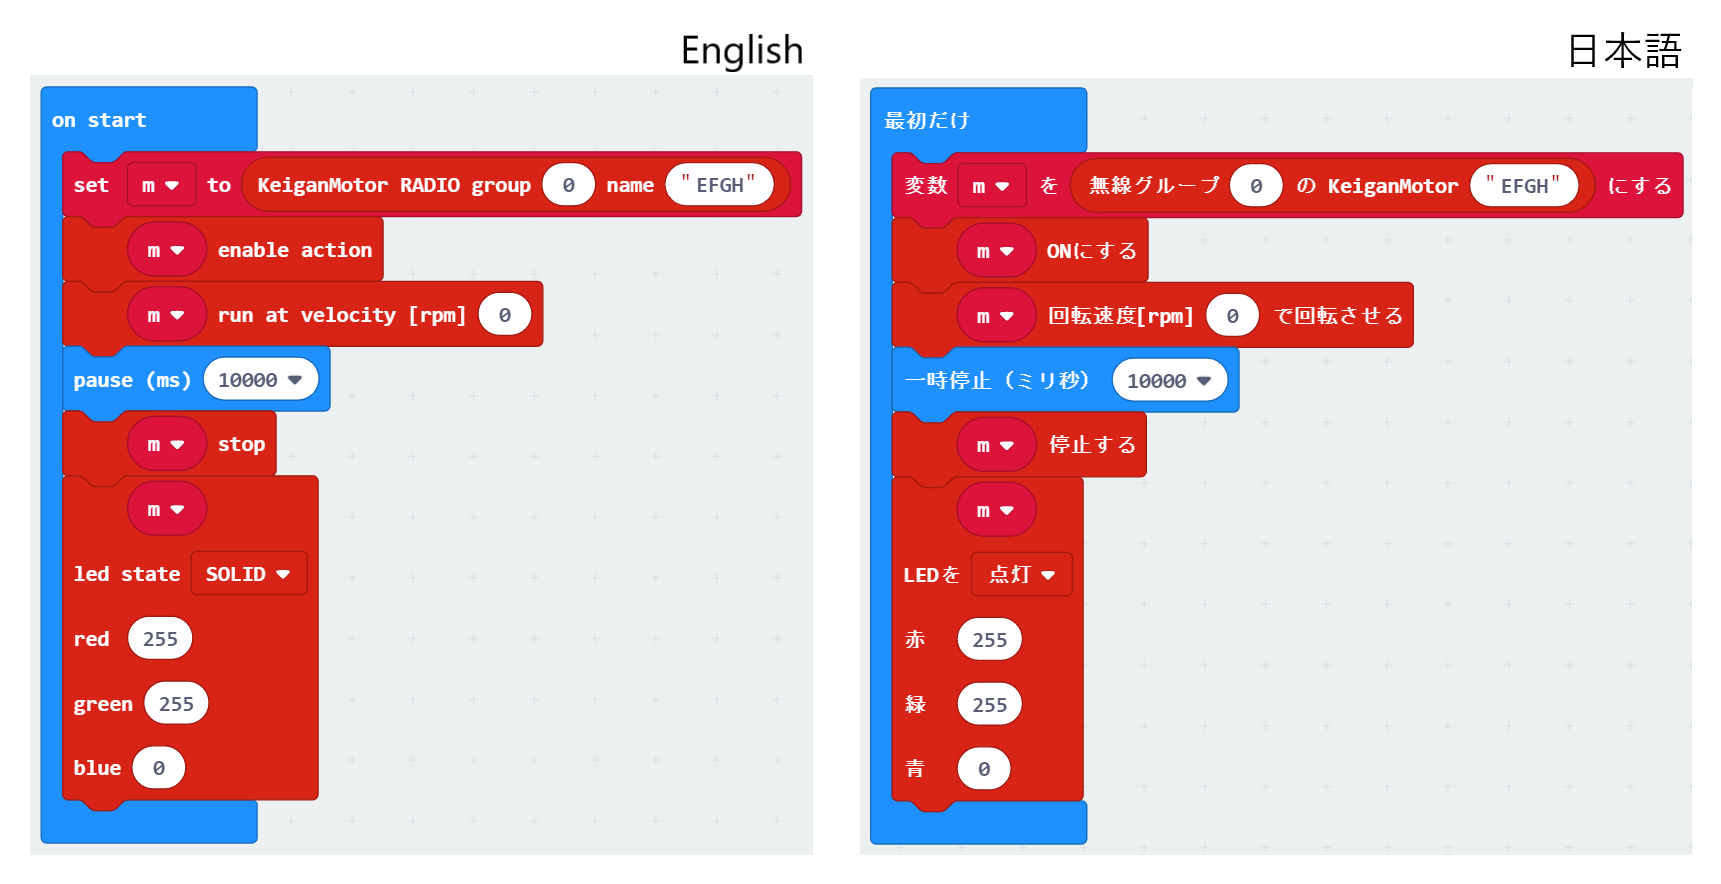 English
on start
set m to KeiganMotor RADIO group 0 name "EFGH"
m enable action
m run at velocity [rpm] 0
pause (ms) 10000
m stop
m
led state SOLID
red 255
green 255
blue 0
日本語
最初だけ
変数 m を 無線グループ 0 の KeiganMotor "EFGH" にする
m ONにする
m 回転速度[rpm] 0 で回転させる
一時停止（ミリ秒） 10000
m 停止する
m
LEDを 点灯
赤 255
緑 255
青 0